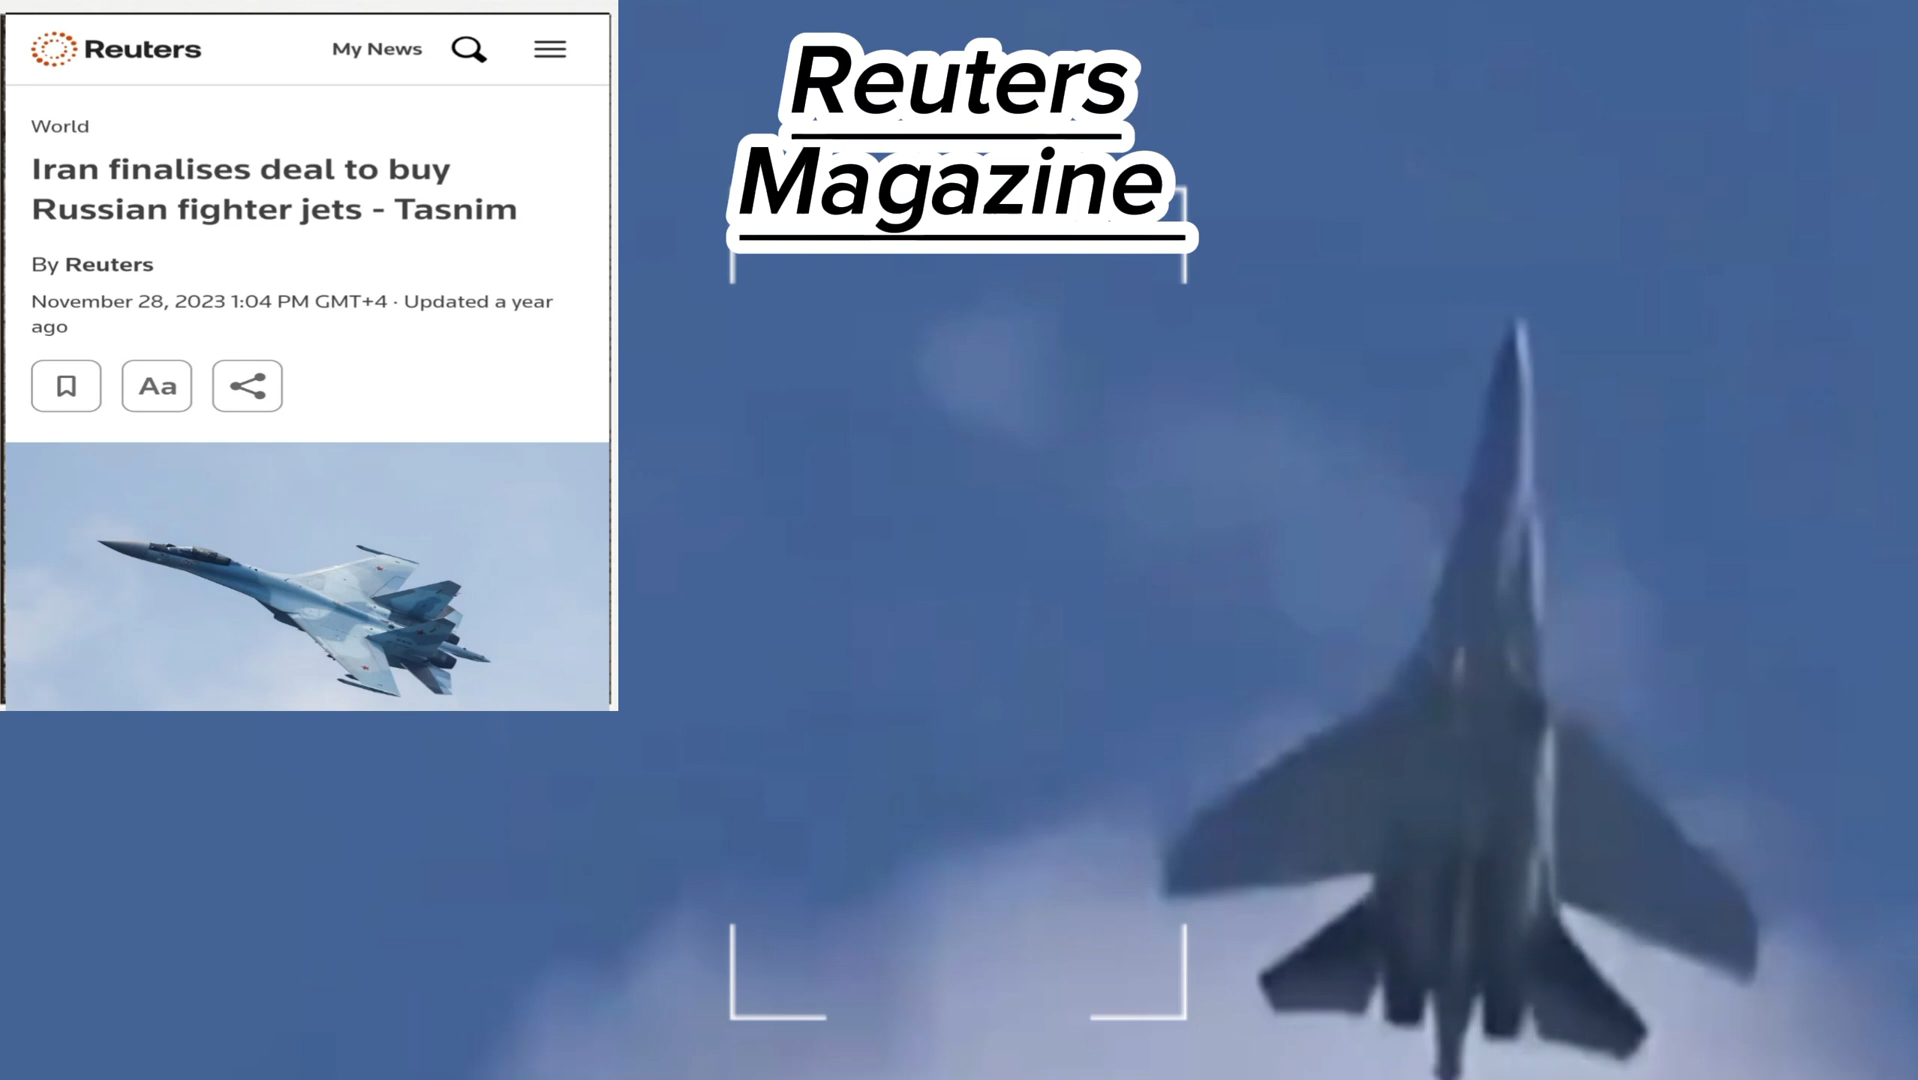 Reuters
My News
World
Iran finalises deal to buy
Russian fighter jets - Tasnim
By Reuters
November 28, 2023 1:04 PM GMT+4 · Updated a year
ago
Aa
Reuters
Magazine